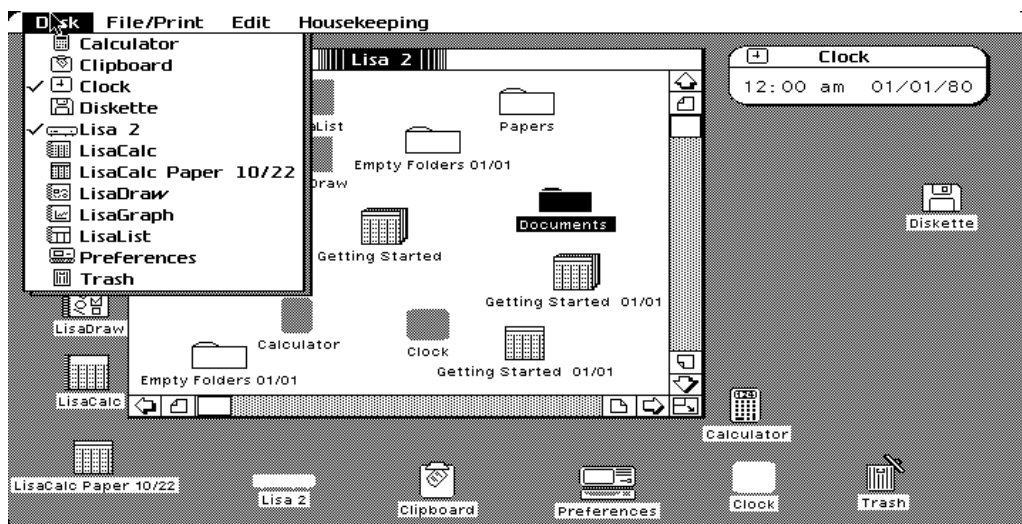 Desk File/Print Edit Housekeeping
Calculator
Clipboard
Clock
Diskette
Lisa 2
LisaCalc
LisaCalc Paper 10/22
LisaDraw
LisaGraph
LisaList
Preferences
Trash
Lisa 2
aList
Papers
Empty Folders 01/01
Draw
Documents
Getting Started
Getting Started 01/01
Calculator
Clock
Getting Started 01/01
Empty Folders 01/01
Clock
12:00 am 01/01/80
Diskette
LisaDraw
LisaCalc
LisaCalc Paper 10/22
Lisa 2
Clipboard
Preferences
Calculator
Clock
Trash